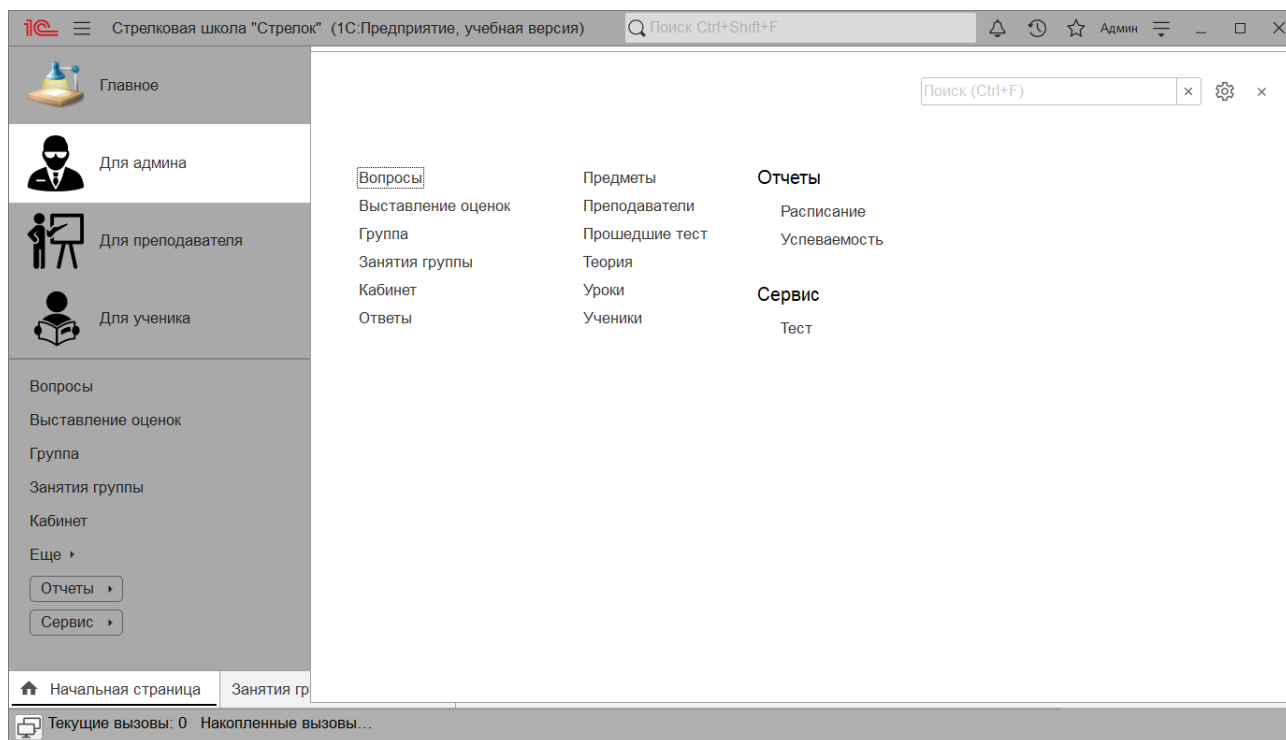 1С Стрелковая школа "Стрелок" (1С:Предприятие, учебная версия) Поиск Ctrl+Shift+F Админ
Главное
Для админа
Для преподавателя
Для ученика
Вопросы
Выставление оценок
Группа
Занятия группы
Кабинет
Еще
Отчеты
Сервис
Поиск (Ctrl+F)
Вопросы
Выставление оценок
Группа
Занятия группы
Кабинет
Ответы
Предметы
Преподаватели
Прошедшие тест
Теория
Уроки
Ученики
Отчеты
Расписание
Успеваемость
Сервис
Тест
Начальная страница Занятия гр
Текущие вызовы: 0 Накопленные вызовы…